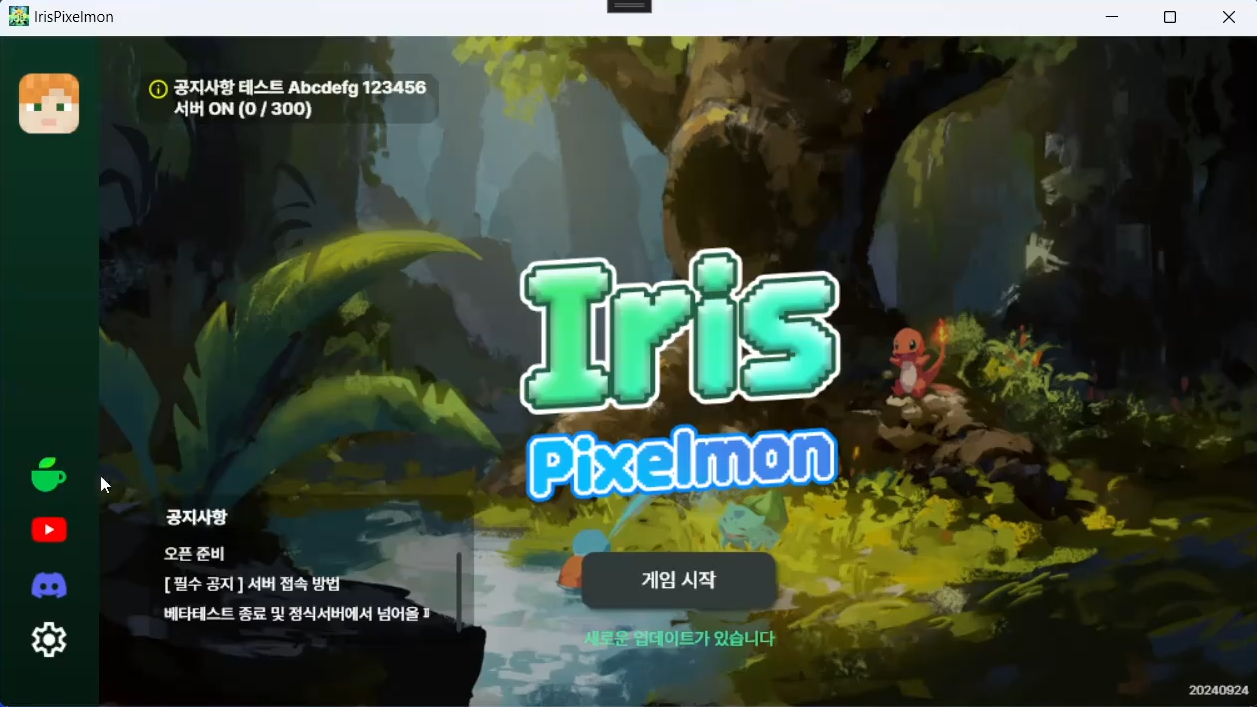 IrisPixelmon
공지사항 테스트 Abcdefg 123456
서버 ON (0 / 300)
Iris
Pixelmon
공지사항
오픈 준비
[ 필수 공지 ] 서버 접속 방법
베타테스트 종료 및 정식서버에서 넘어올
게임 시작
새로운 업데이트가 있습니다
20240924